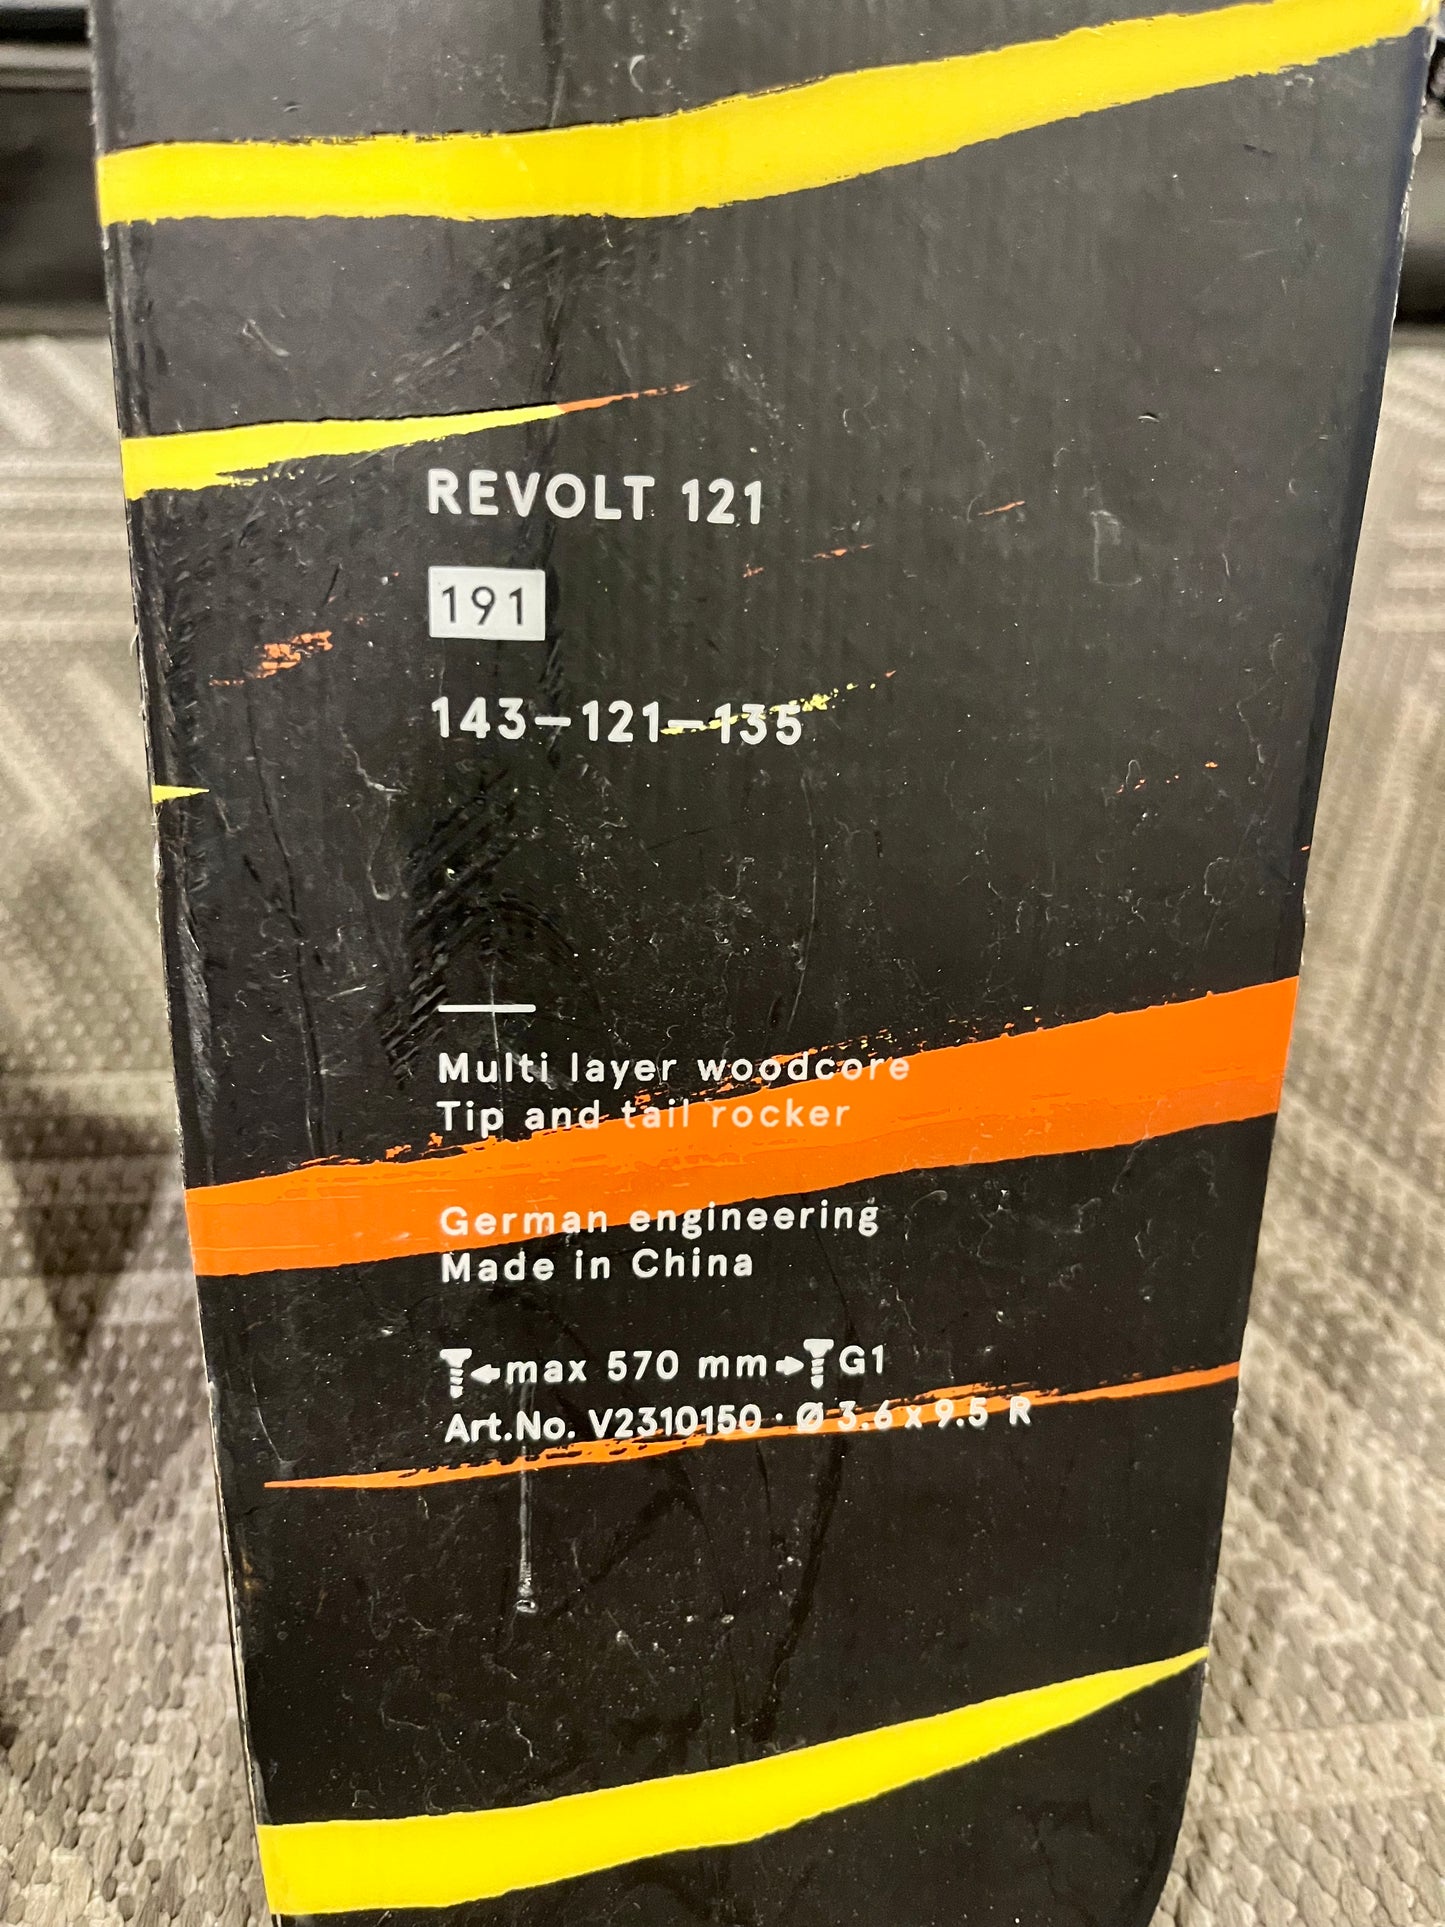 REVOLT 121
191
143–121–135
Multi layer woodcore
Tip and tail rocker
German engineering
Made in China
max 570 mm G1
Art.No. V2310150 · Ø 3.6 x 9.5 R